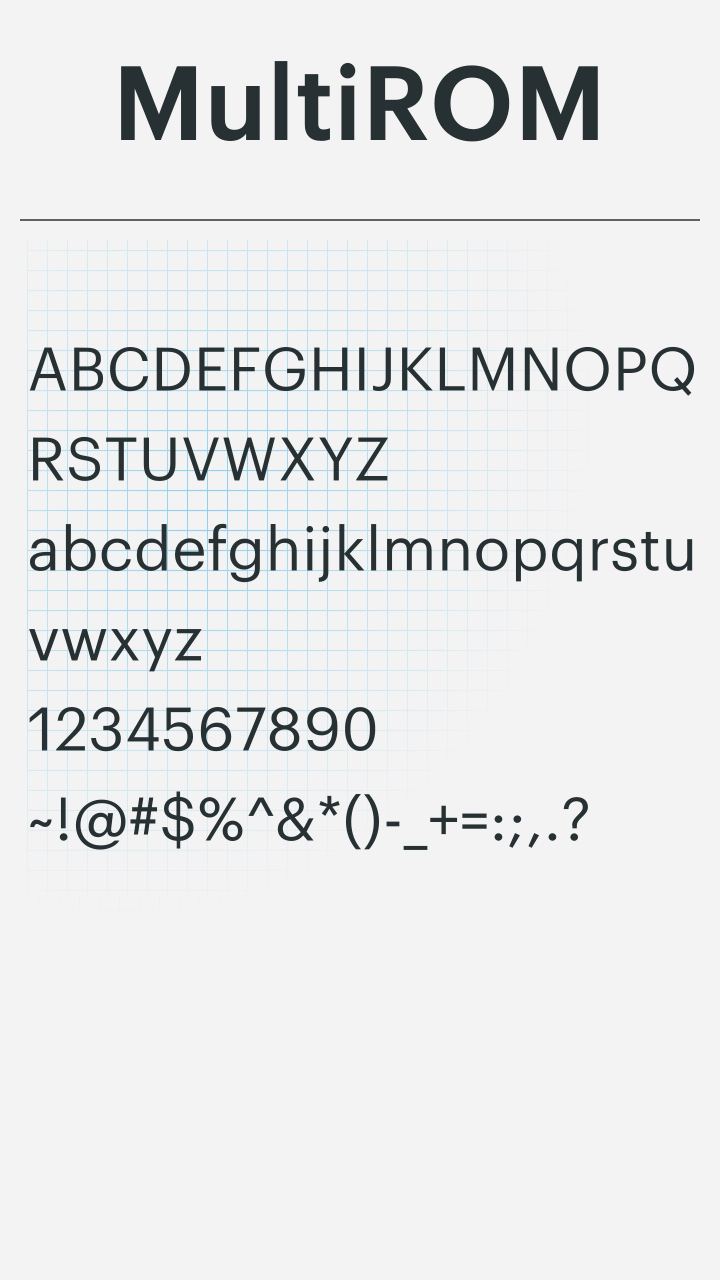 MultiROM
ABCDEFGHIJKLMNOPQ
RSTUVWXYZ
abcdefghijklmnopqrstu
vwxyz
1234567890
~!@#$%^&*()-_+=:;,.?